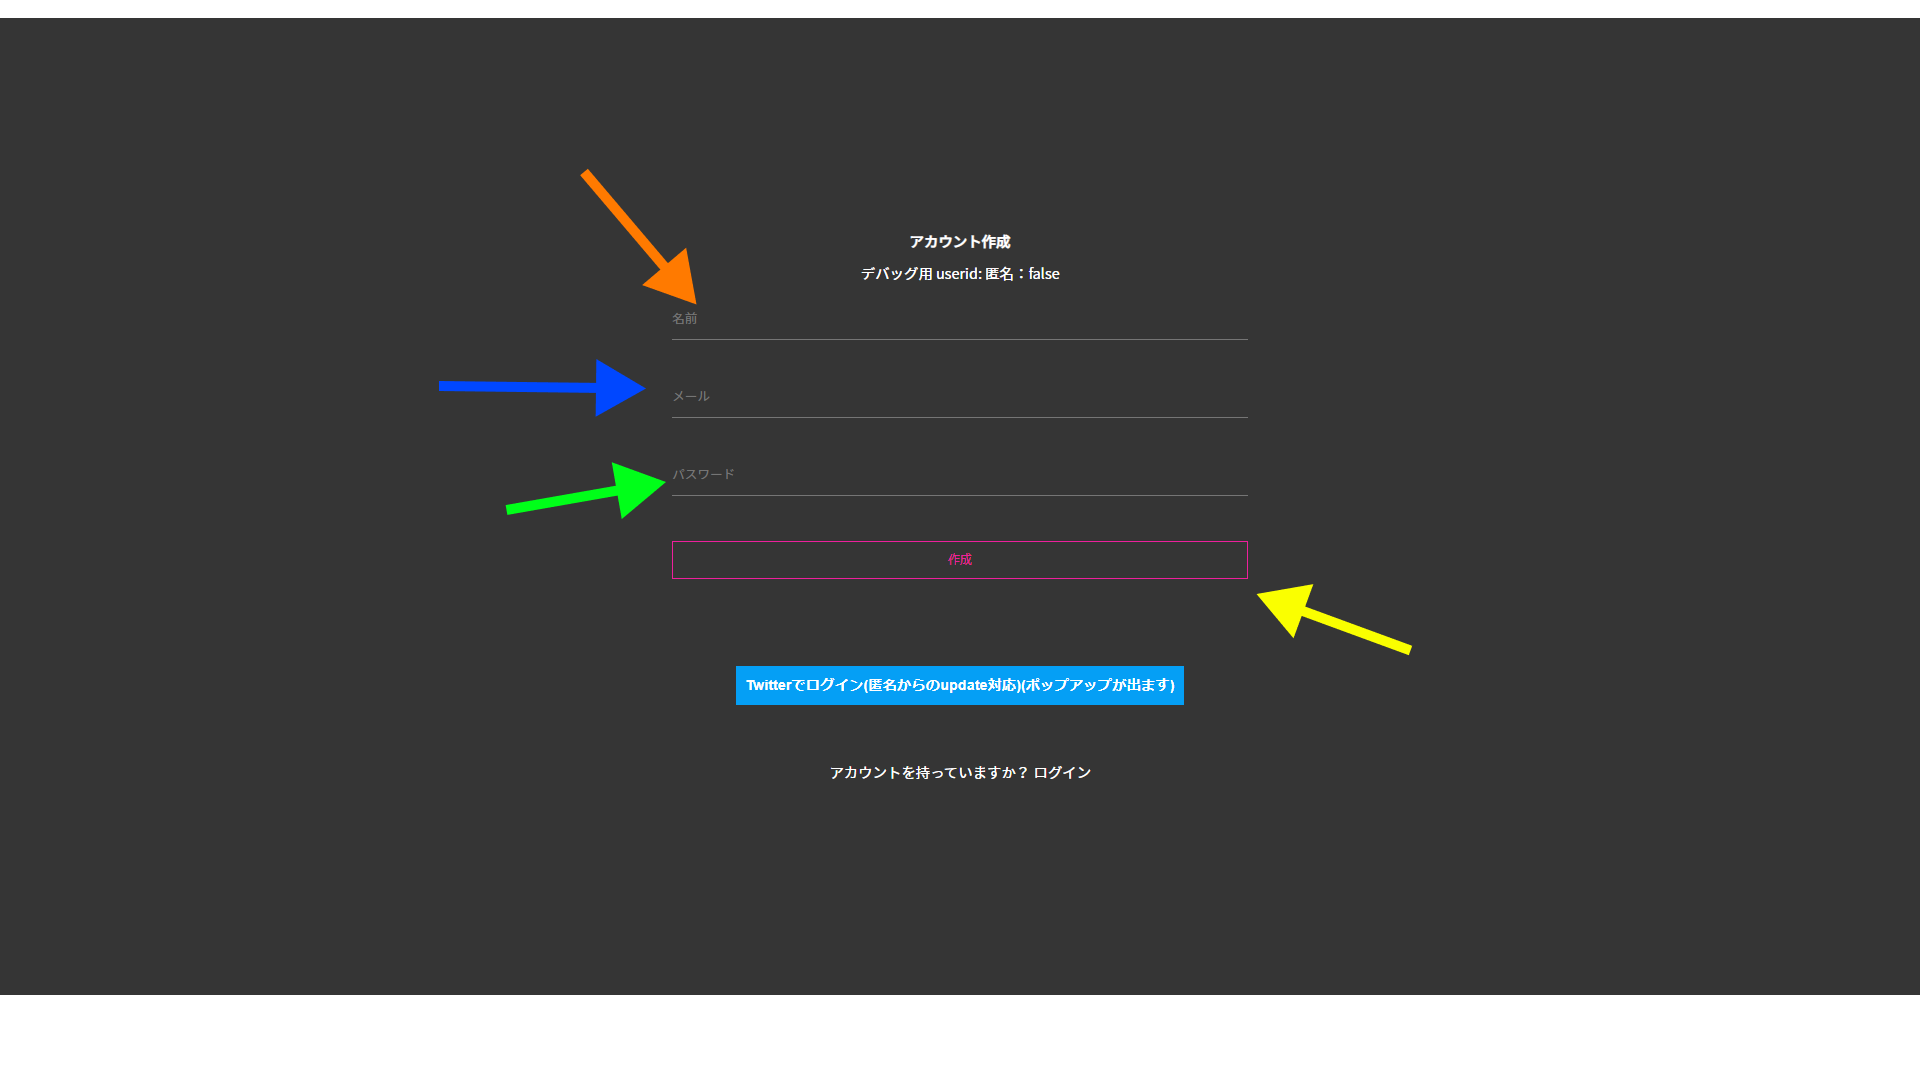 アカウント作成
デバッグ用 userid: 匿名：false
名前
メール
パスワード
作成
Twitterでログイン(匿名からのupdate対応)(ポップアップが出ます)
アカウントを持っていますか？ ログイン